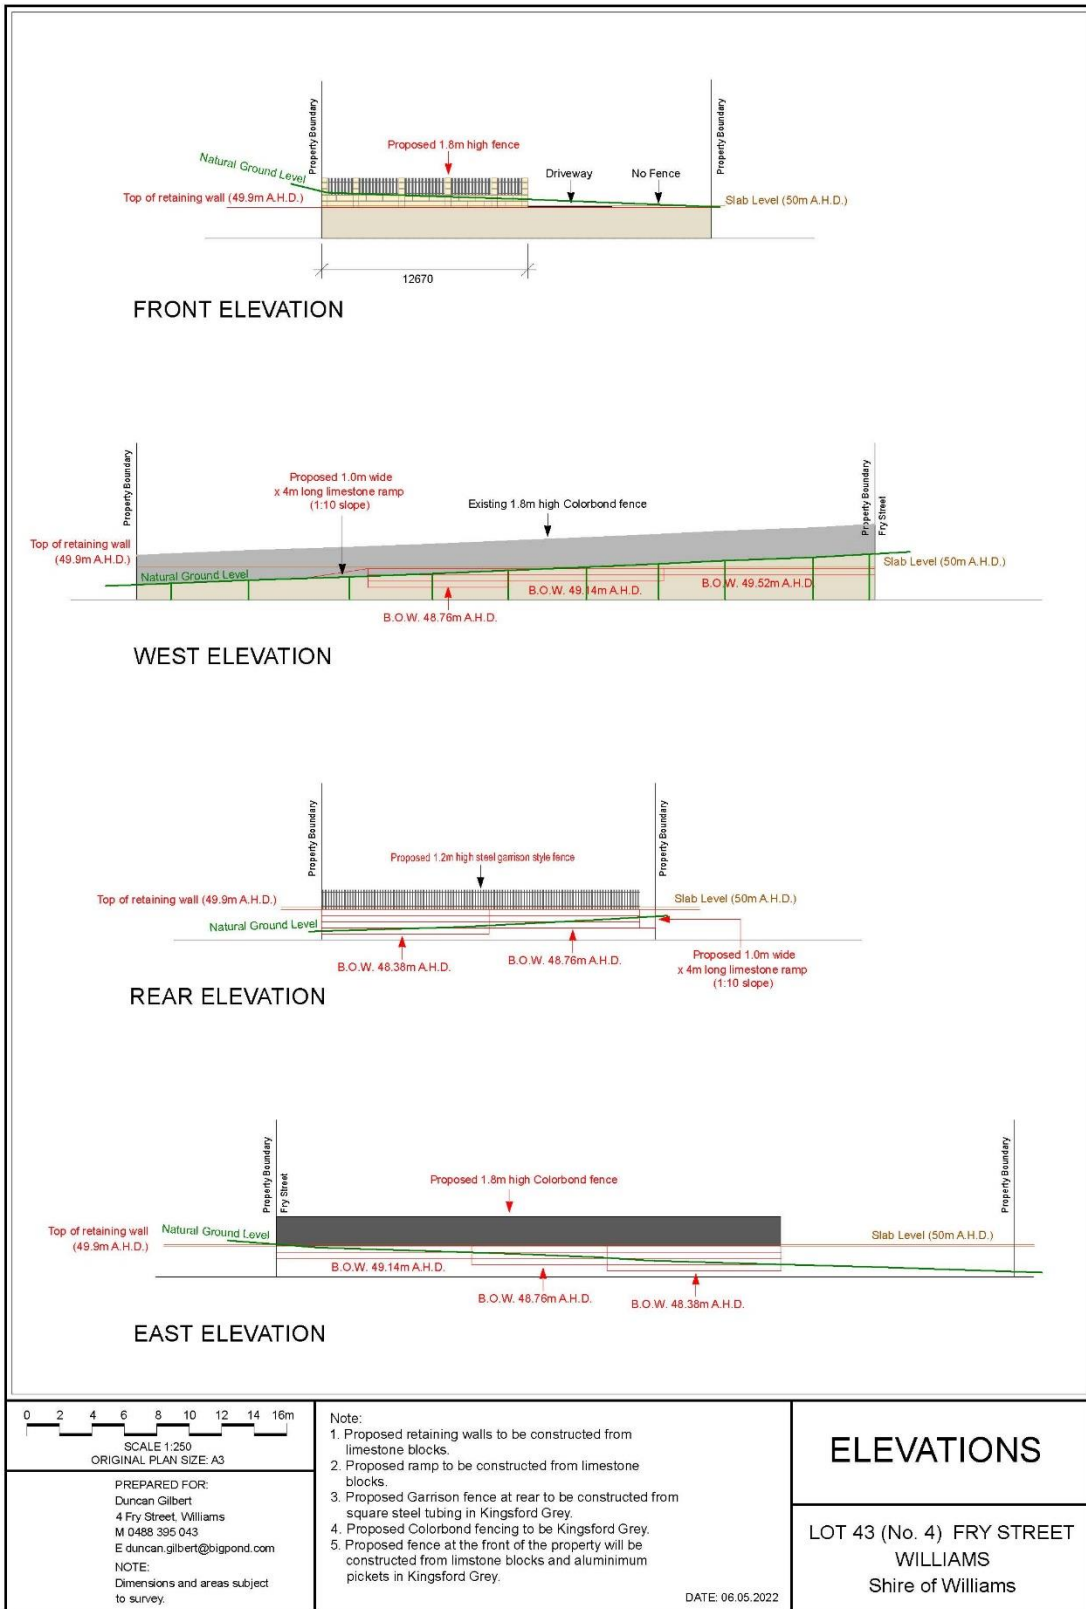 Property Boundary
Property Boundary
Proposed 1.8m high fence
Natural Ground Level
Driveway
No Fence
Top of retaining wall (49.9m A.H.D.)
Slab Level (50m A.H.D.)
12670
FRONT ELEVATION
Property Boundary
Property Boundary
Fry Street
Proposed 1.0m wide
x 4m long limestone ramp
(1:10 slope)
Existing 1.8m high Colorbond fence
Top of retaining wall
(49.9m A.H.D.)
Slab Level (50m A.H.D.)
Natural Ground Level
B.O.W. 49.14m A.H.D.
B.O.W. 49.52m A.H.D
B.O.W. 48.76m A.H.D.
WEST ELEVATION
Property Boundary
Property Boundary
Proposed 1.2m high steel garrison style fence
Top of retaining wall (49.9m A.H.D.)
Slab Level (50m A.H.D.)
Natural Ground Level
B.O.W. 48.38m A.H.D.
B.O.W. 48.76m A.H.D.
Proposed 1.0m wide
x 4m long limestone ramp
(1:10 slope)
REAR ELEVATION
Property Boundary
Fry Street
Property Boundary
Proposed 1.8m high Colorbond fence
Top of retaining wall
(49.9m A.H.D.)
Natural Ground Level
Slab Level (50m A.H.D.)
B.O.W. 49.14m A.H.D.
B.O.W. 48.76m A.H.D.
B.O.W. 48.38m A.H.D.
EAST ELEVATION
0 2 4 6 8 10 12 14 16m
SCALE 1:250
ORIGINAL PLAN SIZE: A3
PREPARED FOR:
Duncan Gilbert
4 Fry Street, Williams
M 0488 395 043
E duncan.gilbert@bigpond.com
NOTE:
Dimensions and areas subject
to survey.
Note:
1. Proposed retaining walls to be constructed from
limestone blocks.
2. Proposed ramp to be constructed from limestone
blocks.
3. Proposed Garrison fence at rear to be constructed from
square steel tubing in Kingsford Grey.
4. Proposed Colorbond fencing to be Kingsford Grey.
5. Proposed fence at the front of the property will be
constructed from limstone blocks and aluminimum
pickets in Kingsford Grey.
DATE: 06.05.2022
ELEVATIONS
LOT 43 (No. 4) FRY STREET
WILLIAMS
Shire of Williams